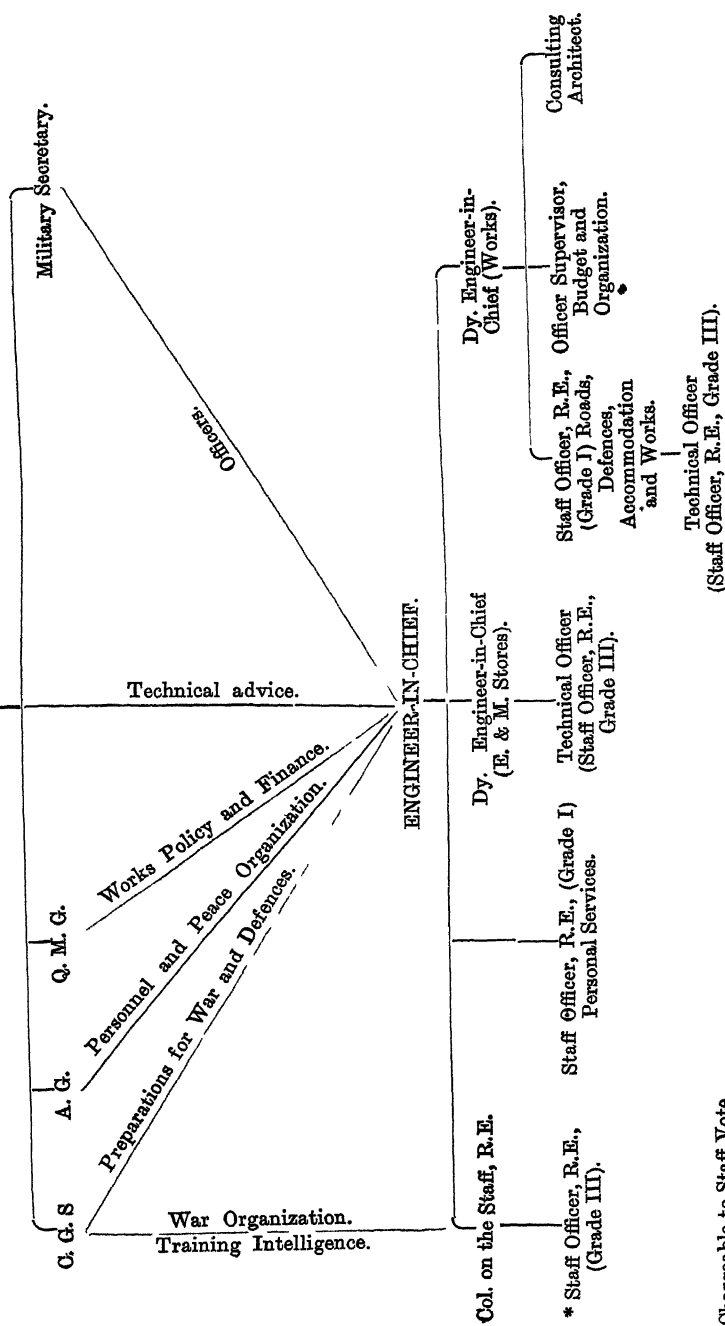 C. G. S
A. G.
Q. M. G.
Military Secretary.
War Organization.
Training Intelligence.
Preparations for War and Defences.
Personnel and Peace Organization.
Works Policy and Finance.
Technical advice.
Officers.
ENGINEER-IN-CHIEF.
Col. on the Staff, R.E.
* Staff Officer, R.E.,
(Grade III).
Staff Officer, R.E., (Grade I)
Personal Services.
Dy. Engineer-in-Chief
(E. & M. Stores).
Technical Officer
(Staff Officer, R.E.,
Grade III).
Dy. Engineer-in-
Chief (Works).
Staff Officer, R.E.,
(Grade I) Roads,
Defences,
Accommodation
and Works.
Technical Officer
(Staff Officer, R.E., Grade III).
Officer Supervisor,
Budget and
Organization.
*
Consulting
Architect.
Chargeable to Staff Vote